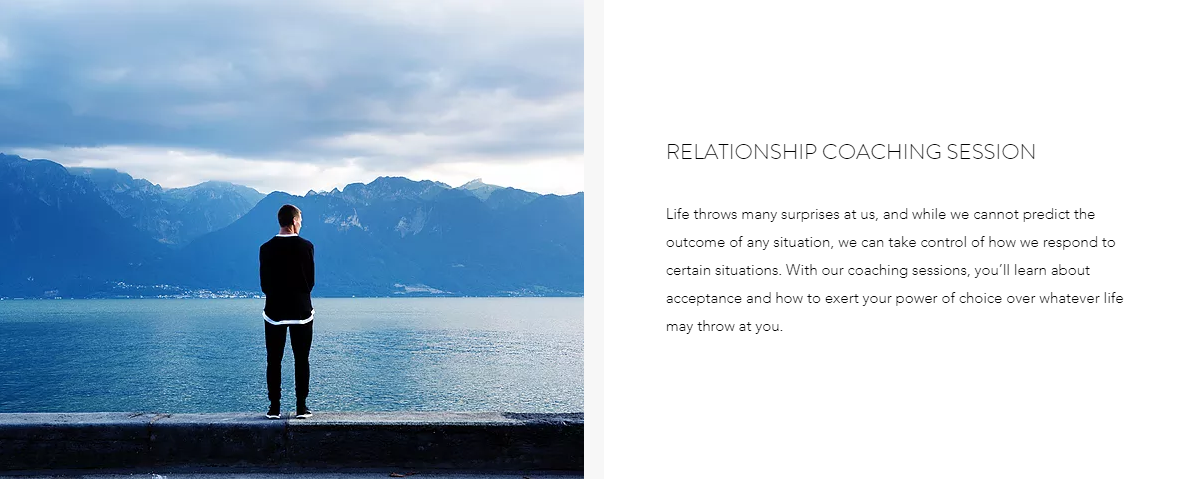 RELATIONSHIP COACHING SESSION
Life throws many surprises at us, and while we cannot predict the
outcome of any situation, we can take control of how we respond to
certain situations. With our coaching sessions, you’ll learn about
acceptance and how to exert your power of choice over whatever life
may throw at you.